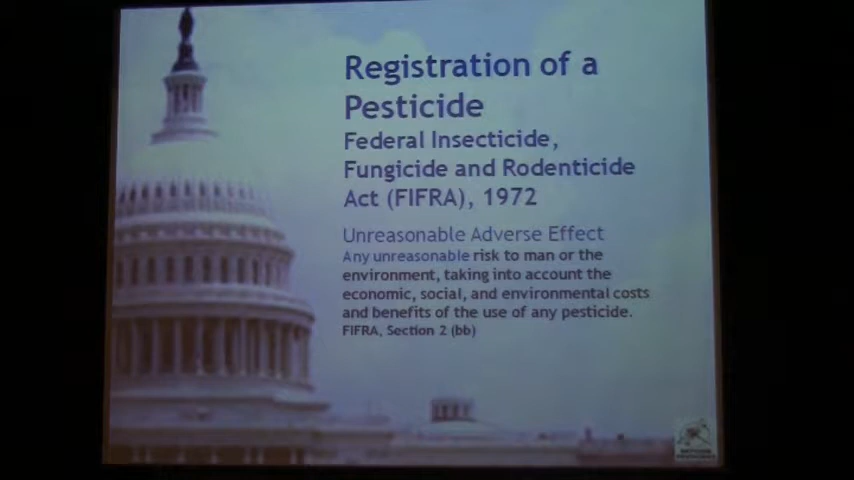 Registration of a
Pesticide
Federal Insecticide,
Fungicide and Rodenticide
Act (FIFRA), 1972
Unreasonable Adverse Effect
Any unreasonable risk to man or the
environment, taking into account the
economic, social, and environmental costs
and benefits of the use of any pesticide.
FIFRA, Section 2 (bb)